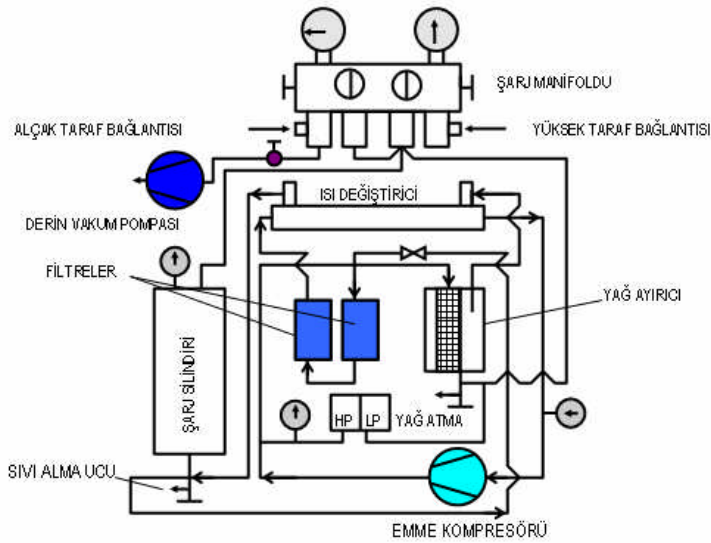 ŞARJ MANİFOLDU
ALÇAK TARAF BAĞLANTISI
YÜKSEK TARAF BAĞLANTISI
ISI DEĞİŞTİRİCİ
DERİN VAKUM POMPASI
FİLTRELER
YAĞ AYIRICI
ŞARJ SİLİNDİRİ
HP
LP
YAĞ ATMA
SIVI ALMA UCU
EMME KOMPRESÖRÜ